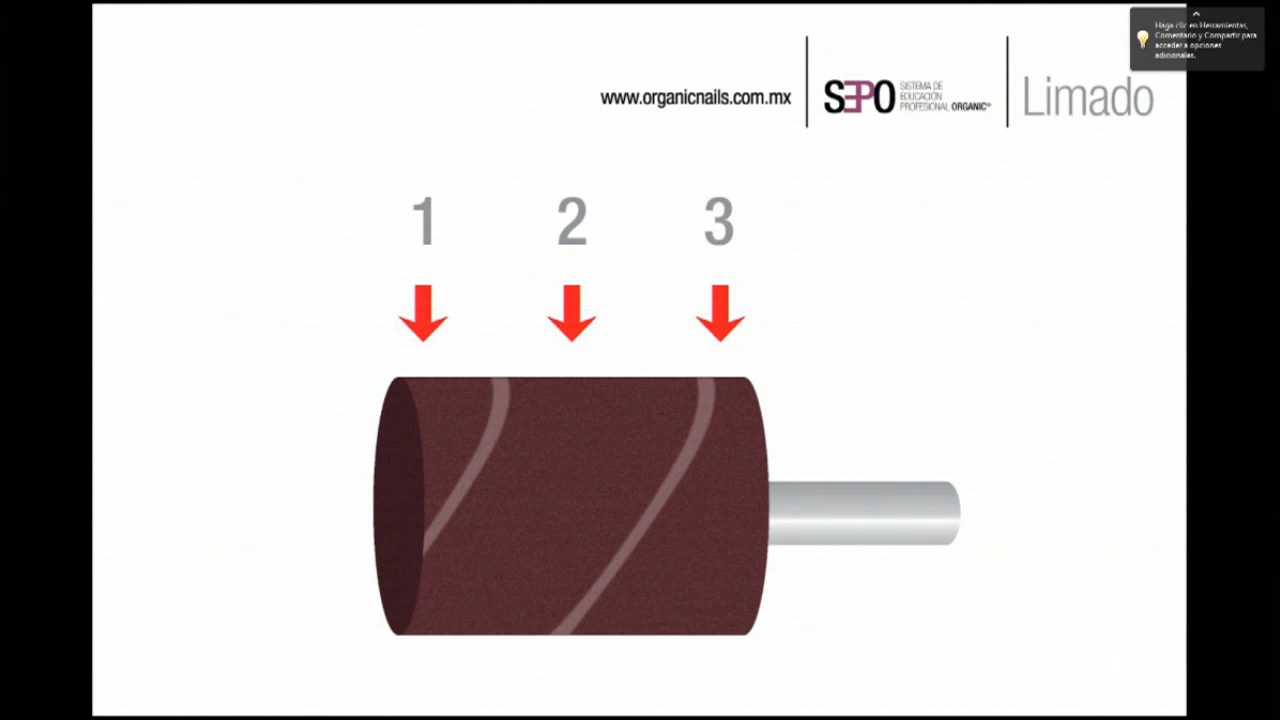 Haga clic en Herramientas,
Comentario y Compartir para
acceder a opciones
adicionales.
www.organicnails.com.mx
SEPO
SISTEMA DE
EDUCACIÓN
PROFESIONAL ORGANIC
Limado
1 2 3